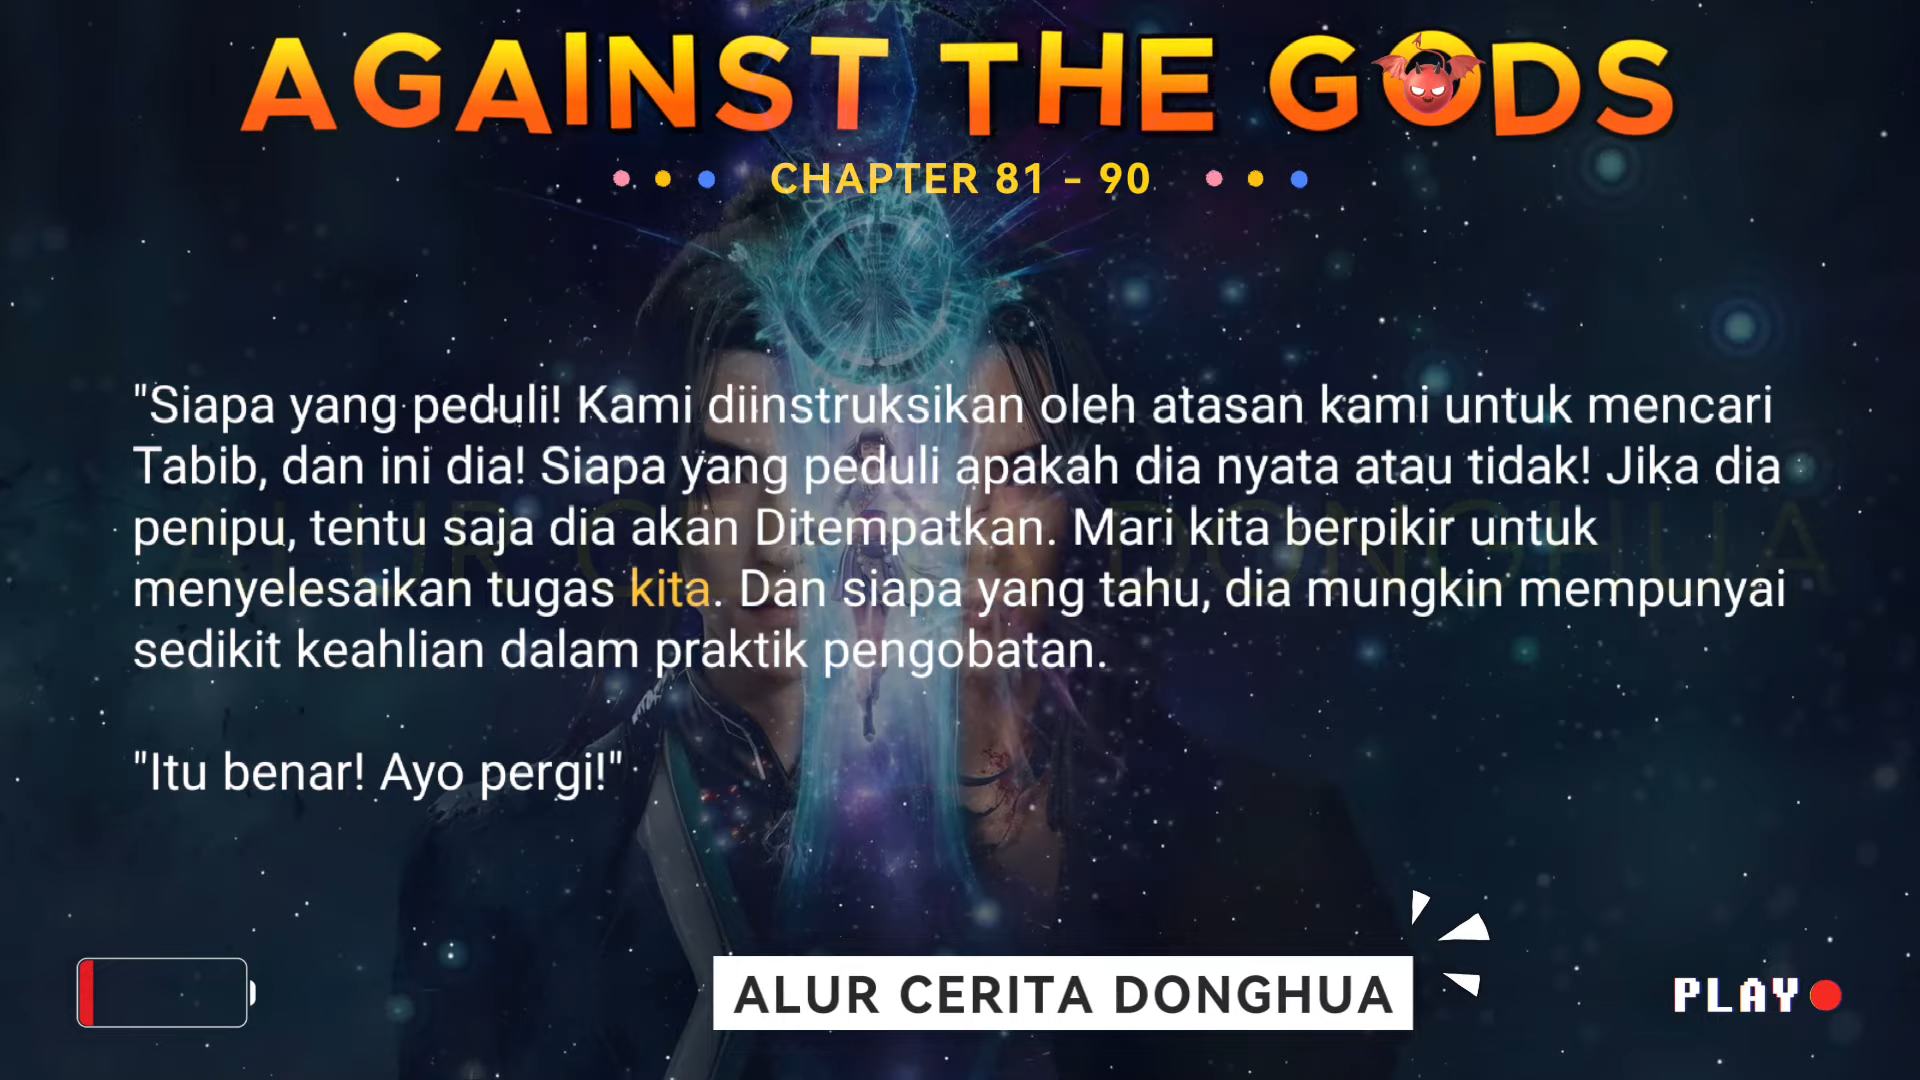 AGAINST THE GODS
CHAPTER 81 - 90
"Siapa yang peduli! Kami diinstruksikan oleh atasan kami untuk mencari
Tabib, dan ini dia! Siapa yang peduli apakah dia nyata atau tidak! Jika dia
penipu, tentu saja dia akan Ditempatkan. Mari kita berpikir untuk
menyelesaikan tugas kita. Dan siapa yang tahu, dia mungkin mempunyai
sedikit keahlian dalam praktik pengobatan.
"Itu benar! Ayo pergi!"
ALUR CERITA DONGHUA
PLAY